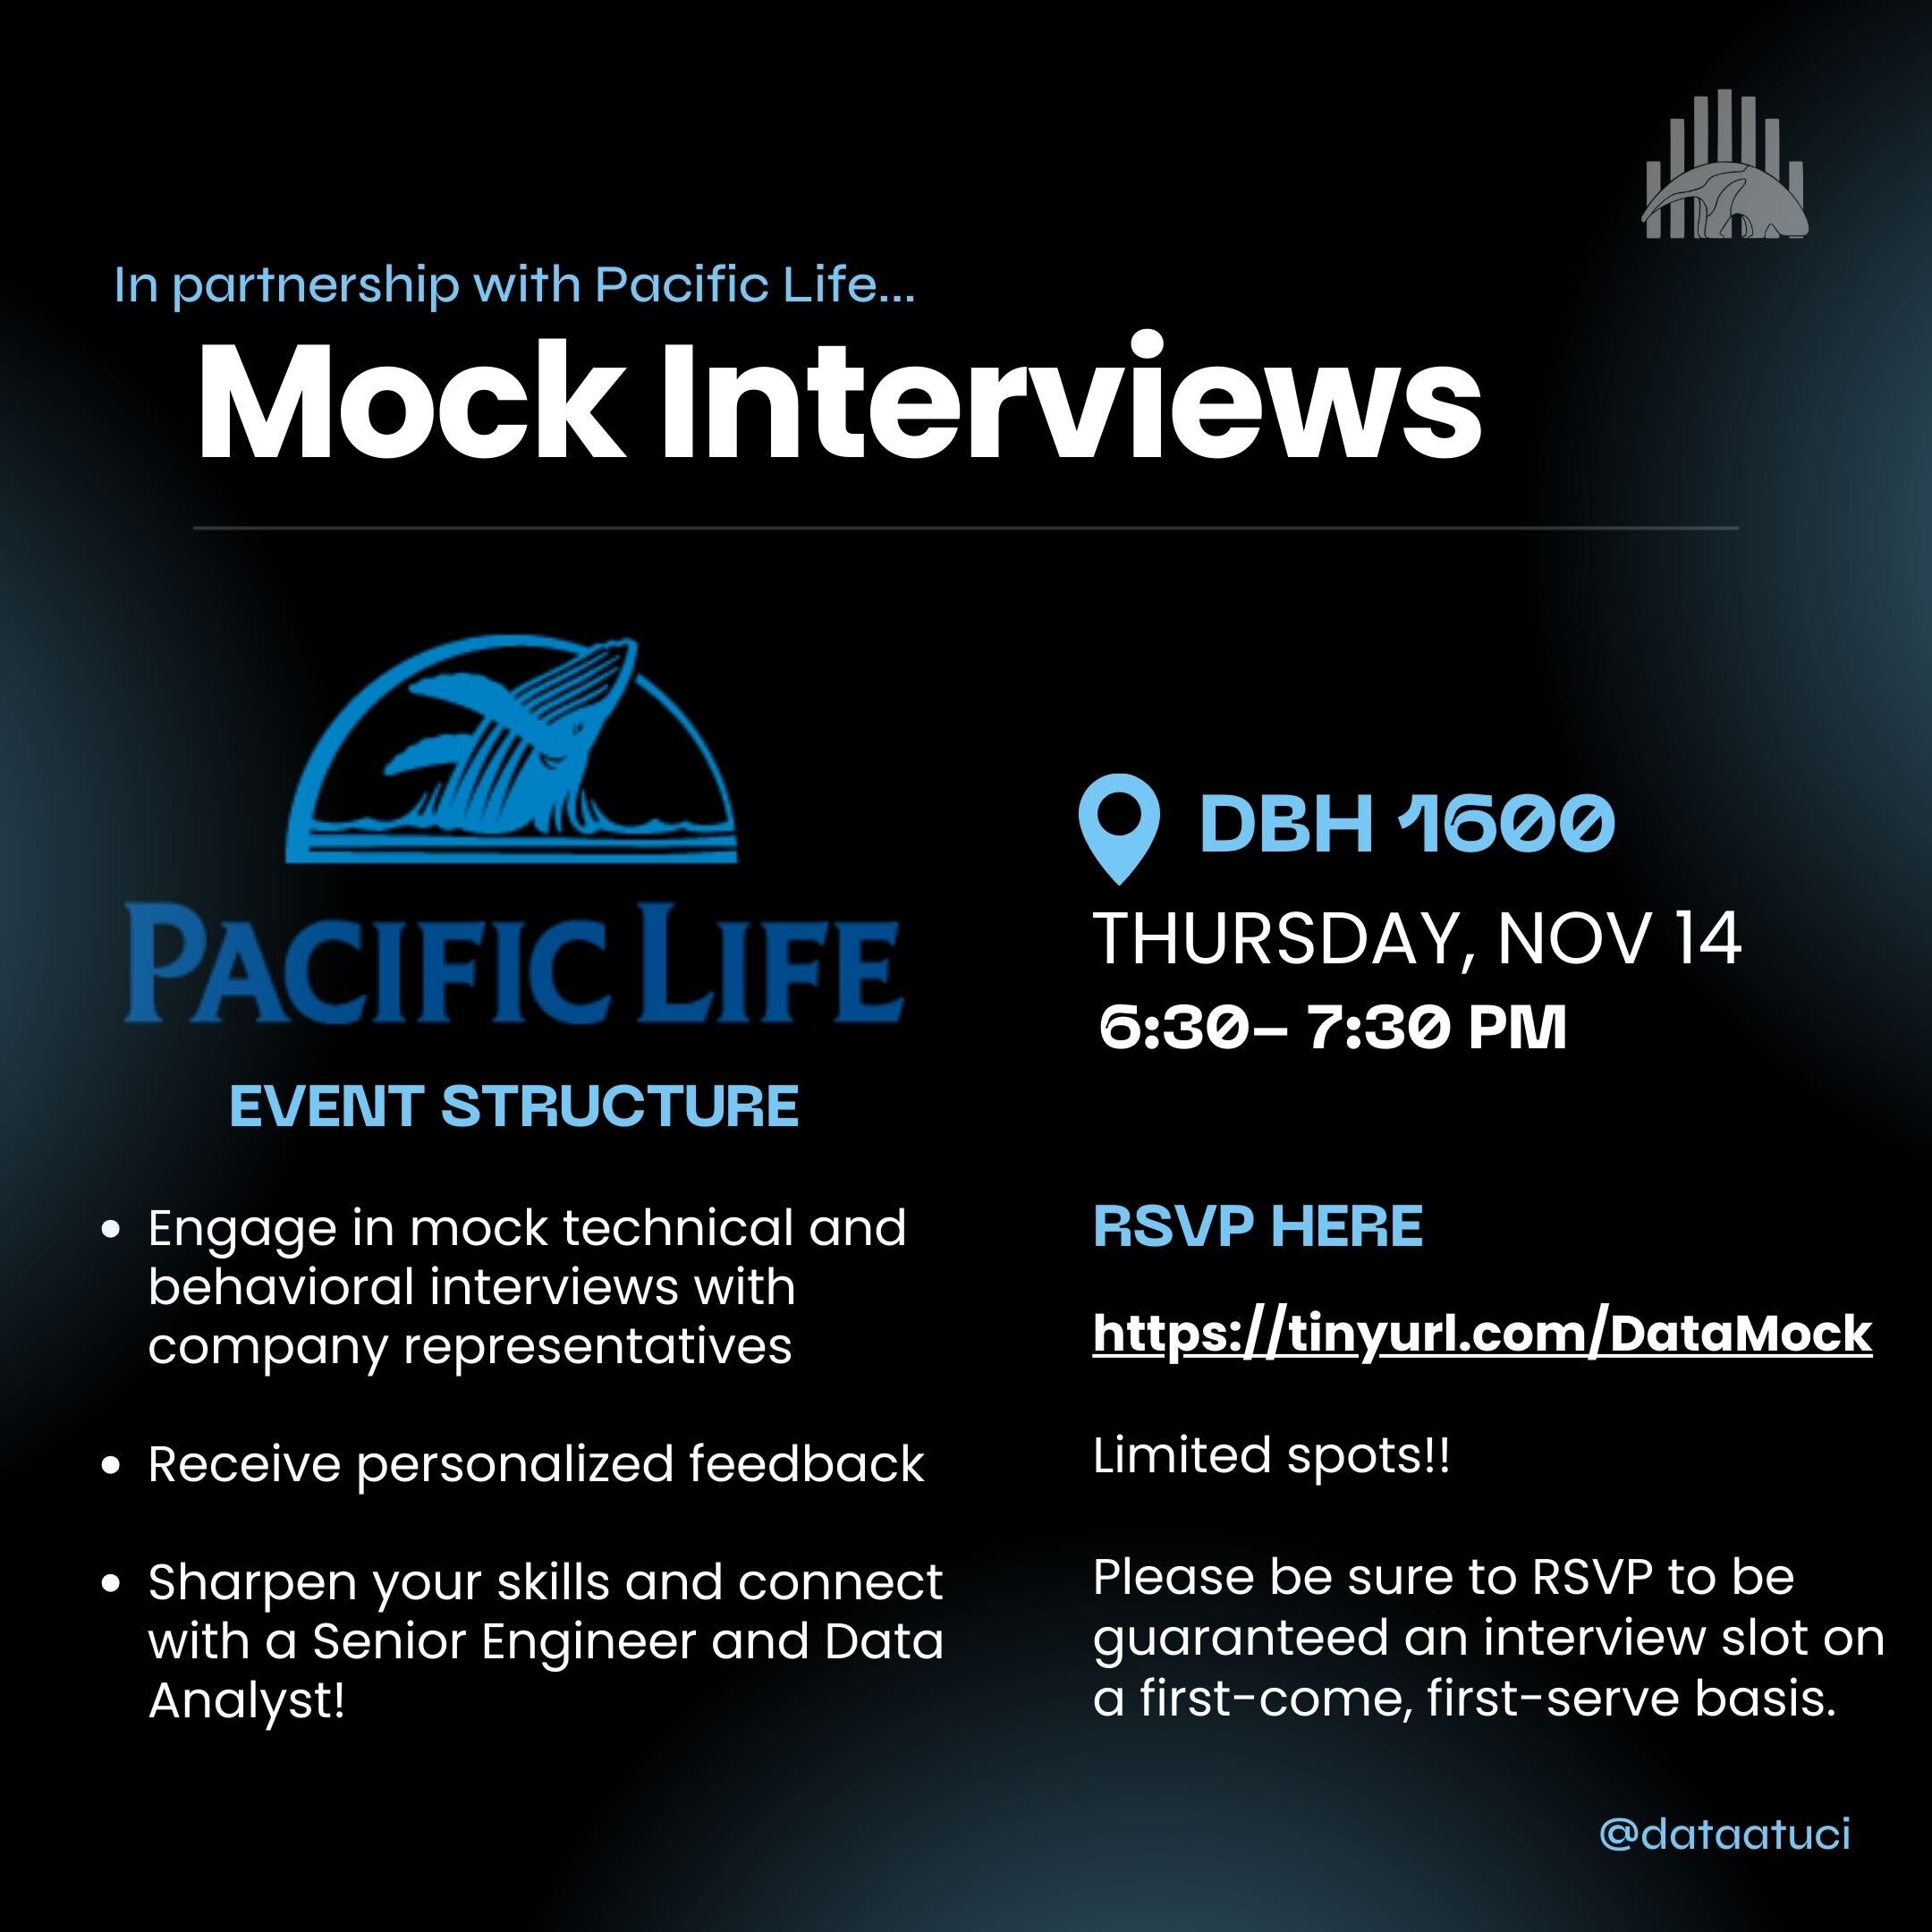 In partnership with Pacific Life...
Mock Interviews
PACIFIC LIFE
EVENT STRUCTURE
• Engage in mock technical and
behavioral interviews with
company representatives
• Receive personalized feedback
• Sharpen your skills and connect
with a Senior Engineer and Data
Analyst!
DBH 1600
THURSDAY, NOV 14
6:30– 7:30 PM
RSVP HERE
https://tinyurl.com/DataMock
Limited spots!!
Please be sure to RSVP to be
guaranteed an interview slot on
a first-come, first-serve basis.
@dataatuci